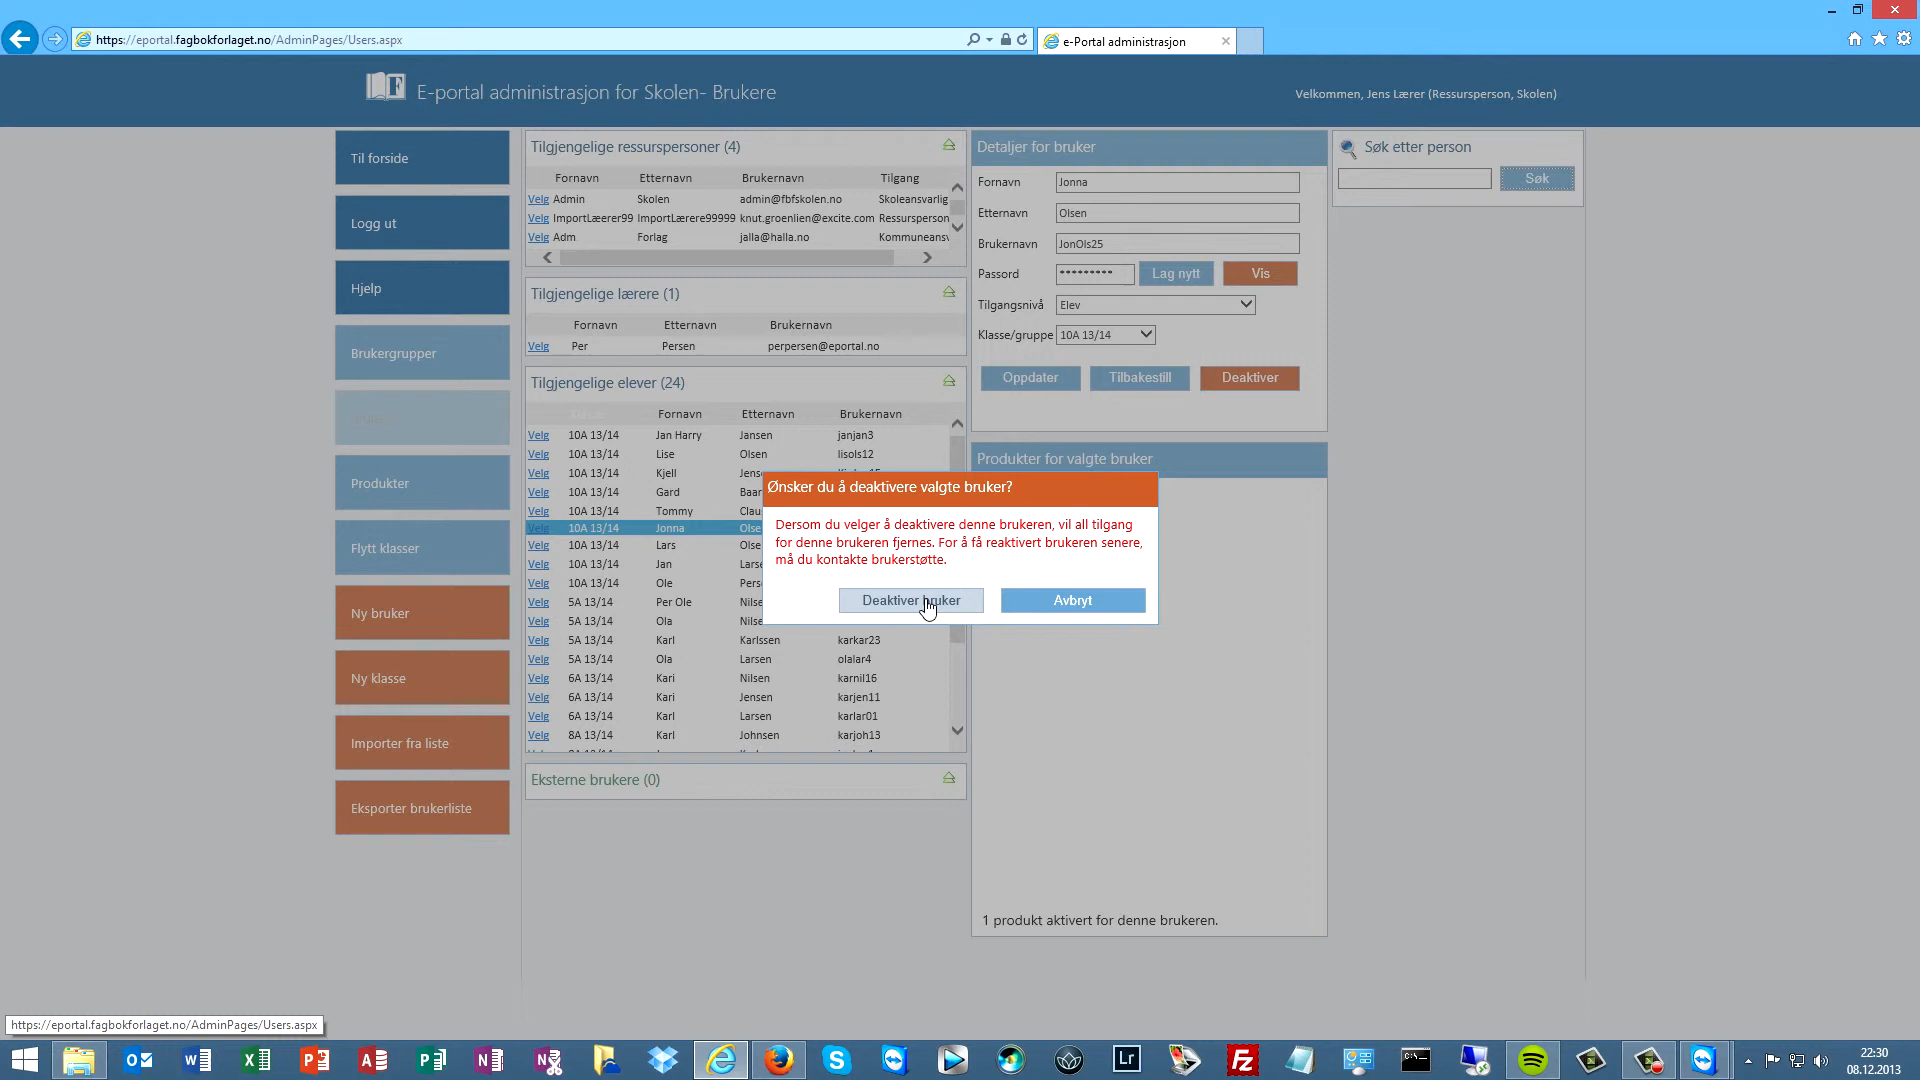 https://eportal.fagbokforlaget.no/AdminPages/Users.aspx
e-Portal administrasjon
E-portal administrasjon for Skolen- Brukere
Velkommen, Jens Lærer (Ressursperson, Skolen)
Til forside
Logg ut
Hjelp
Brukergrupper
Produkter
Flytt klasser
Ny bruker
Ny klasse
Importer fra liste
Eksporter brukerliste
Tilgjengelige ressurspersoner (4)
Fornavn Etternavn Brukernavn Tilgang
Velg Admin Skolen admin@fbfskolen.no Skoleansvarlig
Velg ImportLæerer99 ImportLærere99999 knut.groenlien@excite.com Ressursperson
Velg Adm Forlag jalla@halla.no Kommuneansv
Tilgjengelige lærere (1)
Fornavn Etternavn Brukernavn
Velg Per Persen perpersen@eportal.no
Tilgjengelige elever (24)
Fornavn Etternavn Brukernavn
Velg 10A 13/14 Jan Harry Jansen janjan3
Velg 10A 13/14 Lise Olsen lisols12
Velg 10A 13/14 Kjell Jens
Velg 10A 13/14 Gard Baar
Velg 10A 13/14 Tommy Clau
Velg 10A 13/14 Jonna Olse
Velg 10A 13/14 Lars Olse
Velg 10A 13/14 Jan Larse
Velg 10A 13/14 Ole Pers
Velg 5A 13/14 Per Ole Nilse
Velg 5A 13/14 Ola Nilse
Velg 5A 13/14 Karl Karlssen karkar23
Velg 5A 13/14 Ola Larsen olalar4
Velg 6A 13/14 Kari Nilsen karnil16
Velg 6A 13/14 Kari Jensen karjen11
Velg 6A 13/14 Karl Larsen karlar01
Velg 8A 13/14 Karl Johnsen karjoh13
Eksterne brukere (0)
Detaljer for bruker
Fornavn Jonna
Etternavn Olsen
Brukernavn JonOls25
Passord ********* Lag nytt Vis
Tilgangsnivå Elev
Klasse/gruppe 10A 13/14
Oppdater Tilbakestill Deaktiver
Produkter for valgte bruker
1 produkt aktivert for denne brukeren.
Søk etter person
Søk
Ønsker du å deaktivere valgte bruker?
Dersom du velger å deaktivere denne brukeren, vil all tilgang
for denne brukeren fjernes. For å få reaktivert brukeren senere,
må du kontakte brukerstøtte.
Deaktiver bruker Avbryt
https://eportal.fagbokforlaget.no/AdminPages/Users.aspx
22:30
08.12.2013